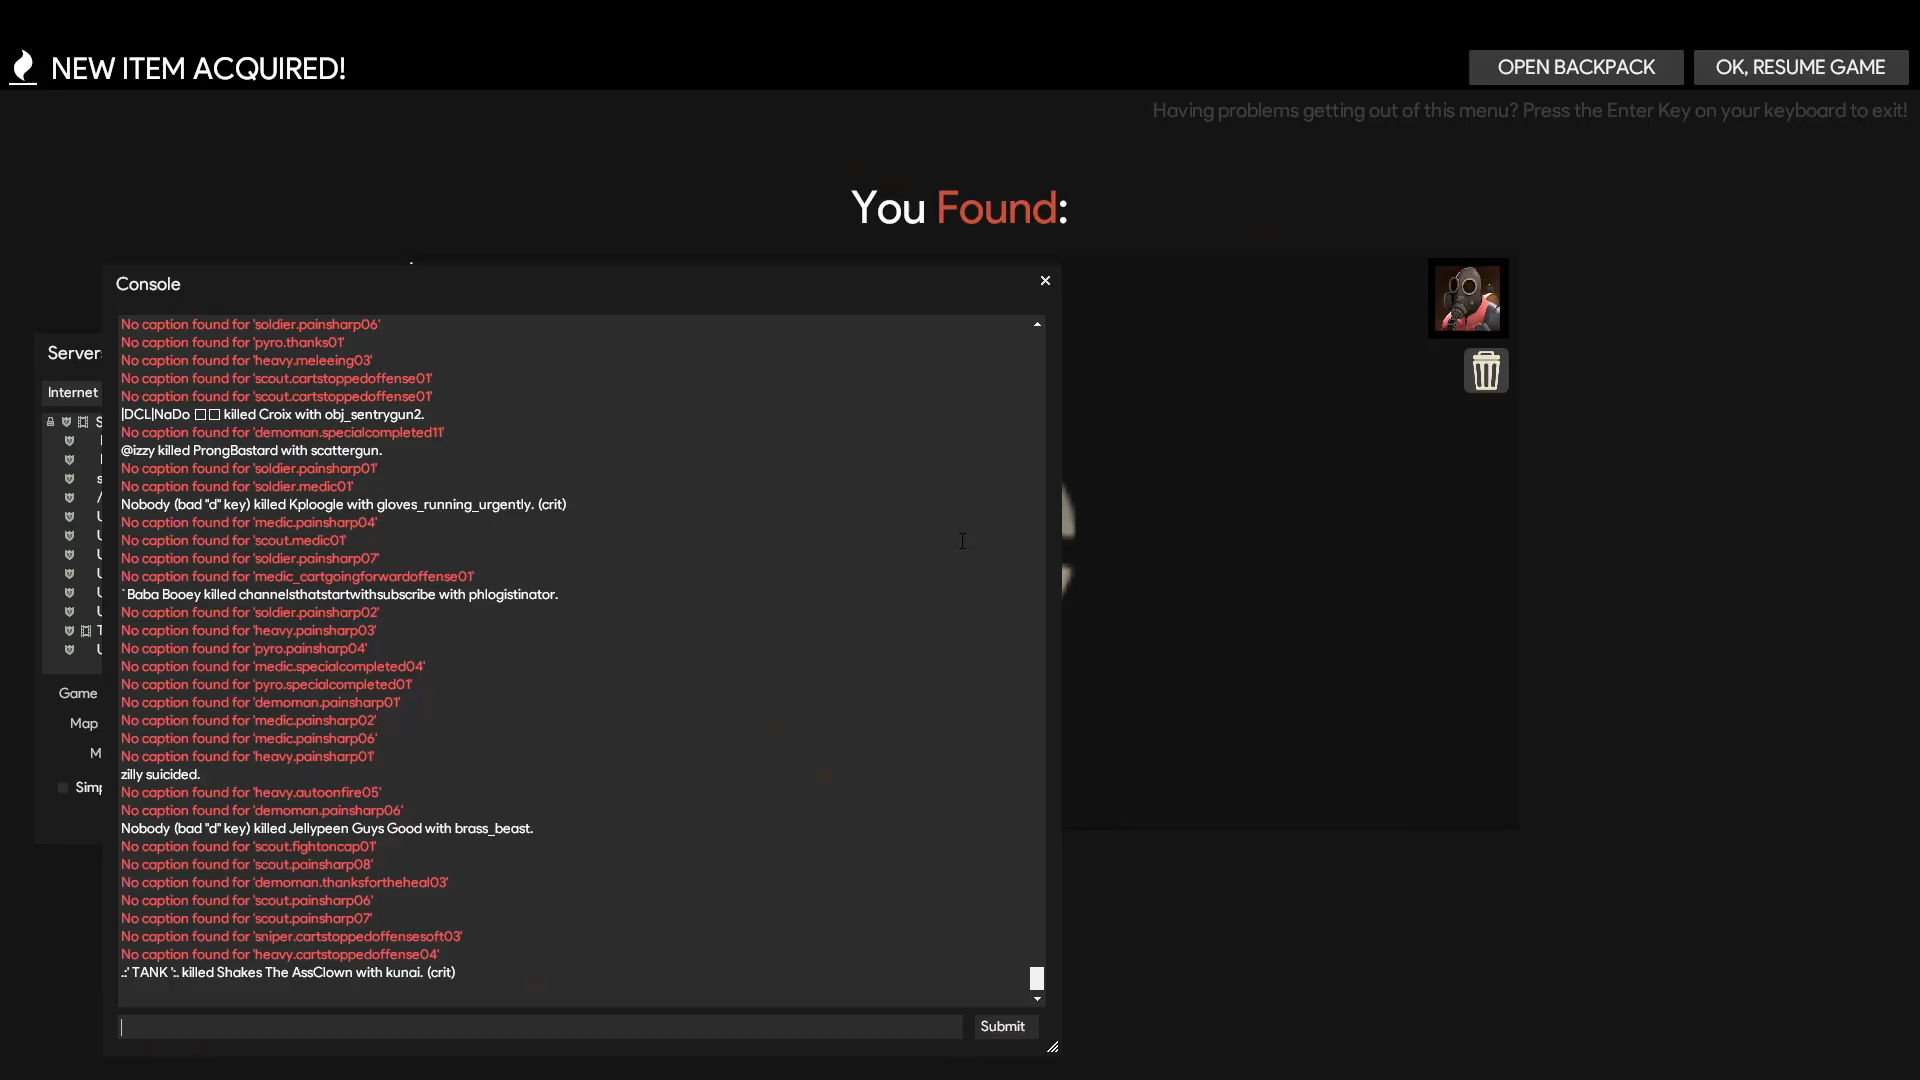 NEW ITEM ACQUIRED!
OPEN BACKPACK
OK, RESUME GAME
Having problems getting out of this menu? Press the Enter Key on your keyboard to exit!
You Found:
Console
No caption found for 'soldier.painsharp06'
No caption found for 'pyro.thanks01'
No caption found for 'heavy.meleeing03'
No caption found for 'scout.cartstoppedoffense01'
No caption found for 'scout.cartstoppedoffense01'
|DCL|NaDo □□ killed Croix with obj_sentrygun2.
No caption found for 'demoman.specialcompleted11'
@izzy killed ProngBastard with scattergun.
No caption found for 'soldier.painsharp01'
No caption found for 'soldier.medic01'
Nobody (bad "d" key) killed Kploogle with gloves_running_urgently. (crit)
No caption found for 'medic.painsharp04'
No caption found for 'scout.medic01'
No caption found for 'soldier.painsharp07'
No caption found for 'medic_cartgoingforwardoffense01'
`Baba Booey killed channelsthatstartwithsubscribe with phlogistinator.
No caption found for 'soldier.painsharp02'
No caption found for 'heavy.painsharp03'
No caption found for 'pyro.painsharp04'
No caption found for 'medic.specialcompleted04'
No caption found for 'pyro.specialcompleted01'
No caption found for 'demoman.painsharp01'
No caption found for 'medic.painsharp02'
No caption found for 'medic.painsharp06'
No caption found for 'heavy.painsharp01'
zilly suicided.
No caption found for 'heavy.autoonfire05'
No caption found for 'demoman.painsharp06'
Nobody (bad "d" key) killed Jellypeen Guys Good with brass_beast.
No caption found for 'scout.fightoncap01'
No caption found for 'scout.painsharp08'
No caption found for 'demoman.thanksfortheheal03'
No caption found for 'scout.painsharp06'
No caption found for 'scout.painsharp07'
No caption found for 'sniper.cartstoppedoffensesoft03'
No caption found for 'heavy.cartstoppedoffense04'
.:' TANK ':. killed Shakes The AssClown with kunai. (crit)
Submit
Server
Internet
Game
Map
M
Simp